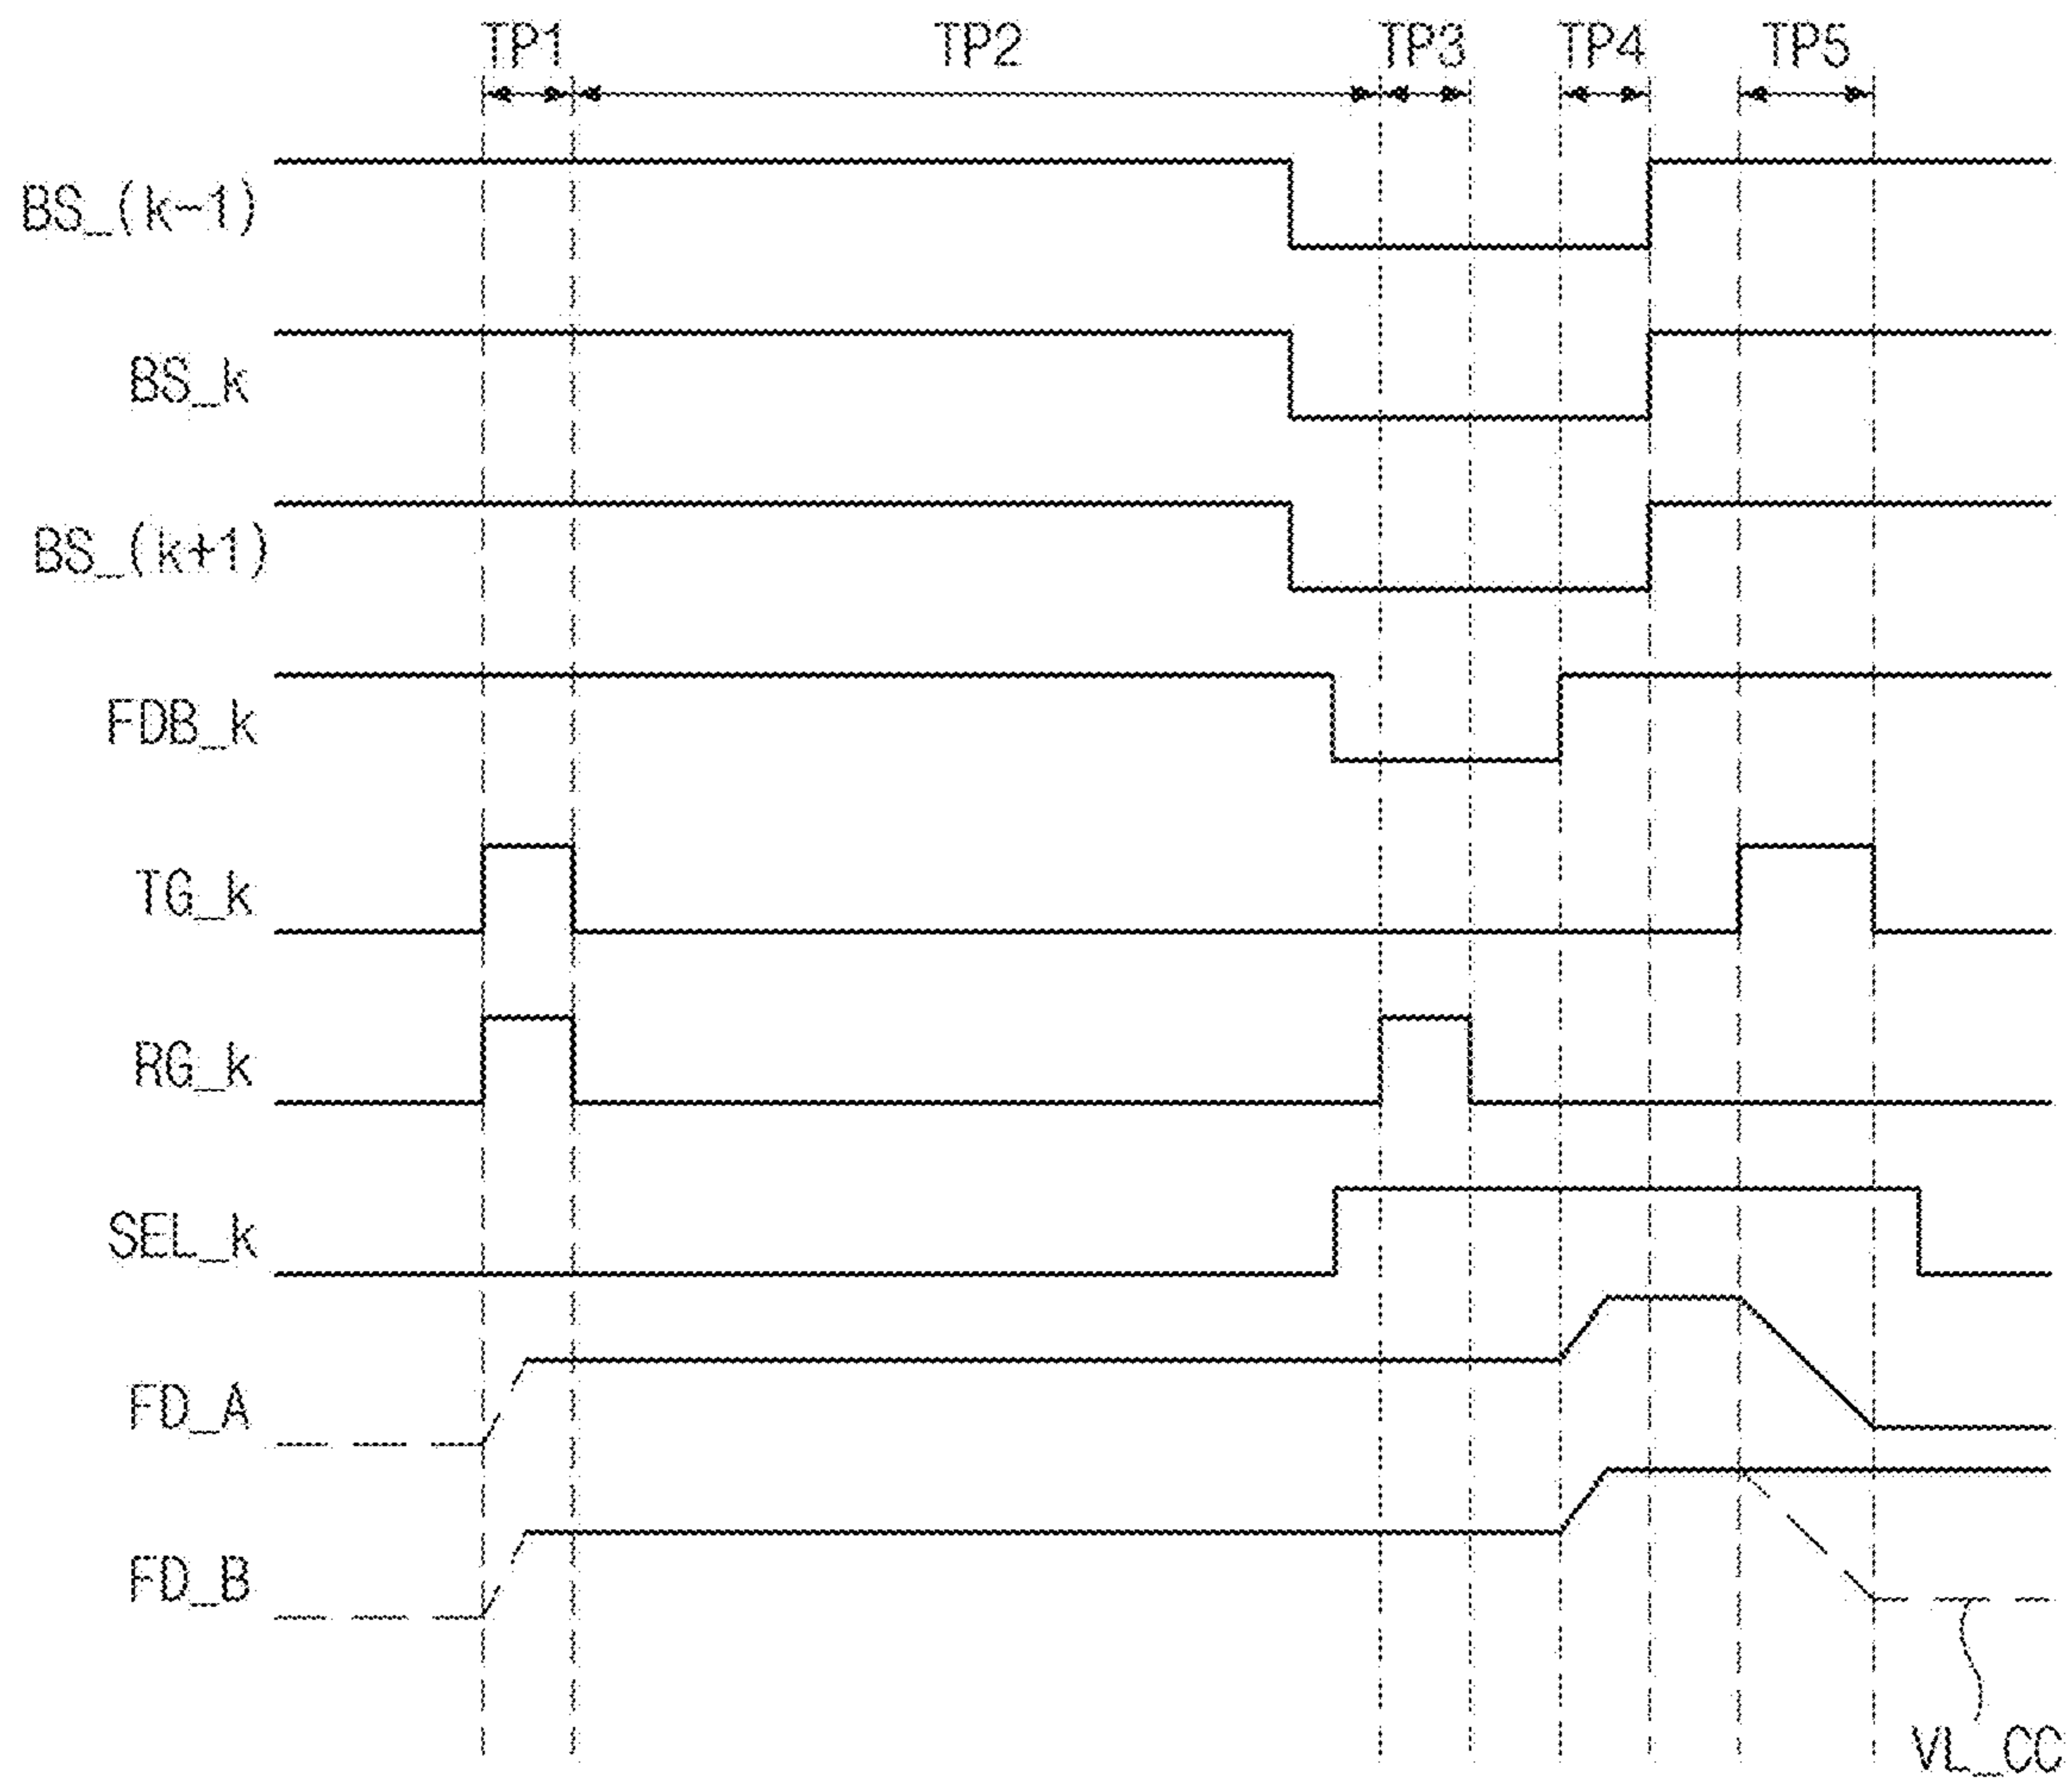 TP1 TP2 TP3 TP4 TP5
BS_(k-1)
BS_k
BS_(k+1)
FDB_k
TG_k
RG_k
SEL_k
FD_A
FD_B
VL_CC